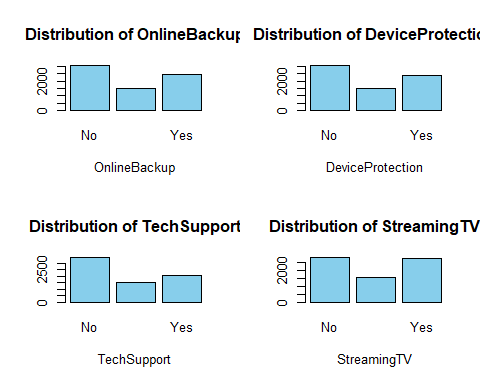 Distribution of OnlineBackup
2000
0
No Yes
OnlineBackup
Distribution of DeviceProtectio
2000
0
No Yes
DeviceProtection
Distribution of TechSupport
2500
0
No Yes
TechSupport
Distribution of StreamingTV
2000
0
No Yes
StreamingTV